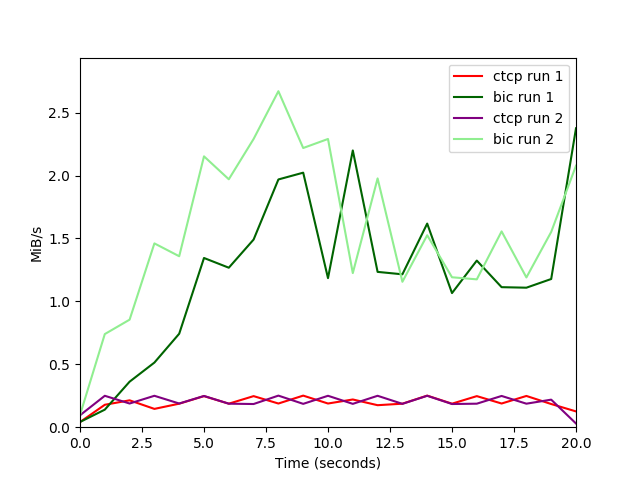 ctcp run 1
bic run 1
ctcp run 2
bic run 2
MiB/s
2.5
2.0
1.5
1.0
0.5
0.0
0.0 2.5 5.0 7.5 10.0 12.5 15.0 17.5 20.0
Time (seconds)